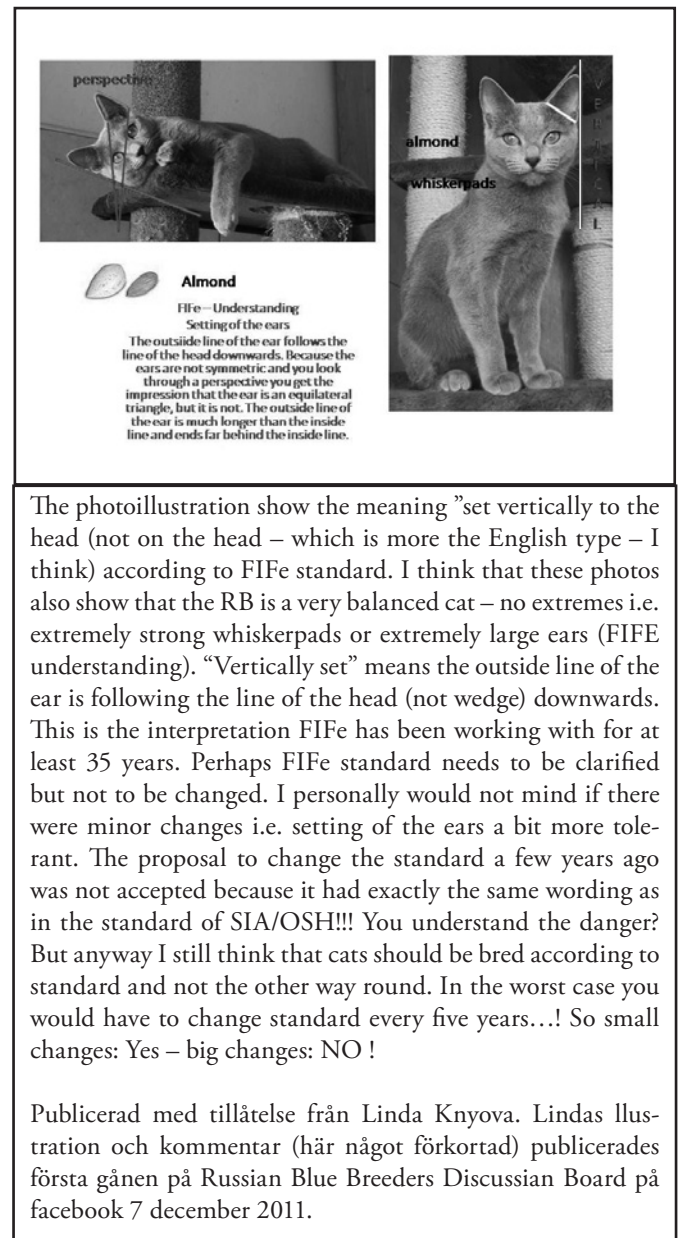 perspective
almond
whiskerpads
VERTICAL
Almond
FIFe—Understanding
Setting of the ears
The outsiide line of the ear follows the
line of the head downwards. Because the
ears are not symmetric and you look
through a perspective you get the
impression that the ear is an equilateral
triangle, but it is not. The outside line of
the ear is much longer than the inside
line and ends far behind the inside line.
The photoillustration show the meaning ”set vertically to the
head (not on the head – which is more the English type – I
think) according to FIFe standard. I think that these photos
also show that the RB is a very balanced cat – no extremes i.e.
extremely strong whiskerpads or extremely large ears (FIFE
understanding). “Vertically set” means the outside line of the
ear is following the line of the head (not wedge) downwards.
This is the interpretation FIFe has been working with for at
least 35 years. Perhaps FIFe standard needs to be clarified
but not to be changed. I personally would not mind if there
were minor changes i.e. setting of the ears a bit more tole-
rant. The proposal to change the standard a few years ago
was not accepted because it had exactly the same wording as
in the standard of SIA/OSH!!! You understand the danger?
But anyway I still think that cats should be bred according to
standard and not the other way round. In the worst case you
would have to change standard every five years…! So small
changes: Yes – big changes: NO !
Publicerad med tillåtelse från Linda Knyova. Lindas llus-
tration och kommentar (här något förkortad) publicerades
första gånen på Russian Blue Breeders Discussian Board på
facebook 7 december 2011.